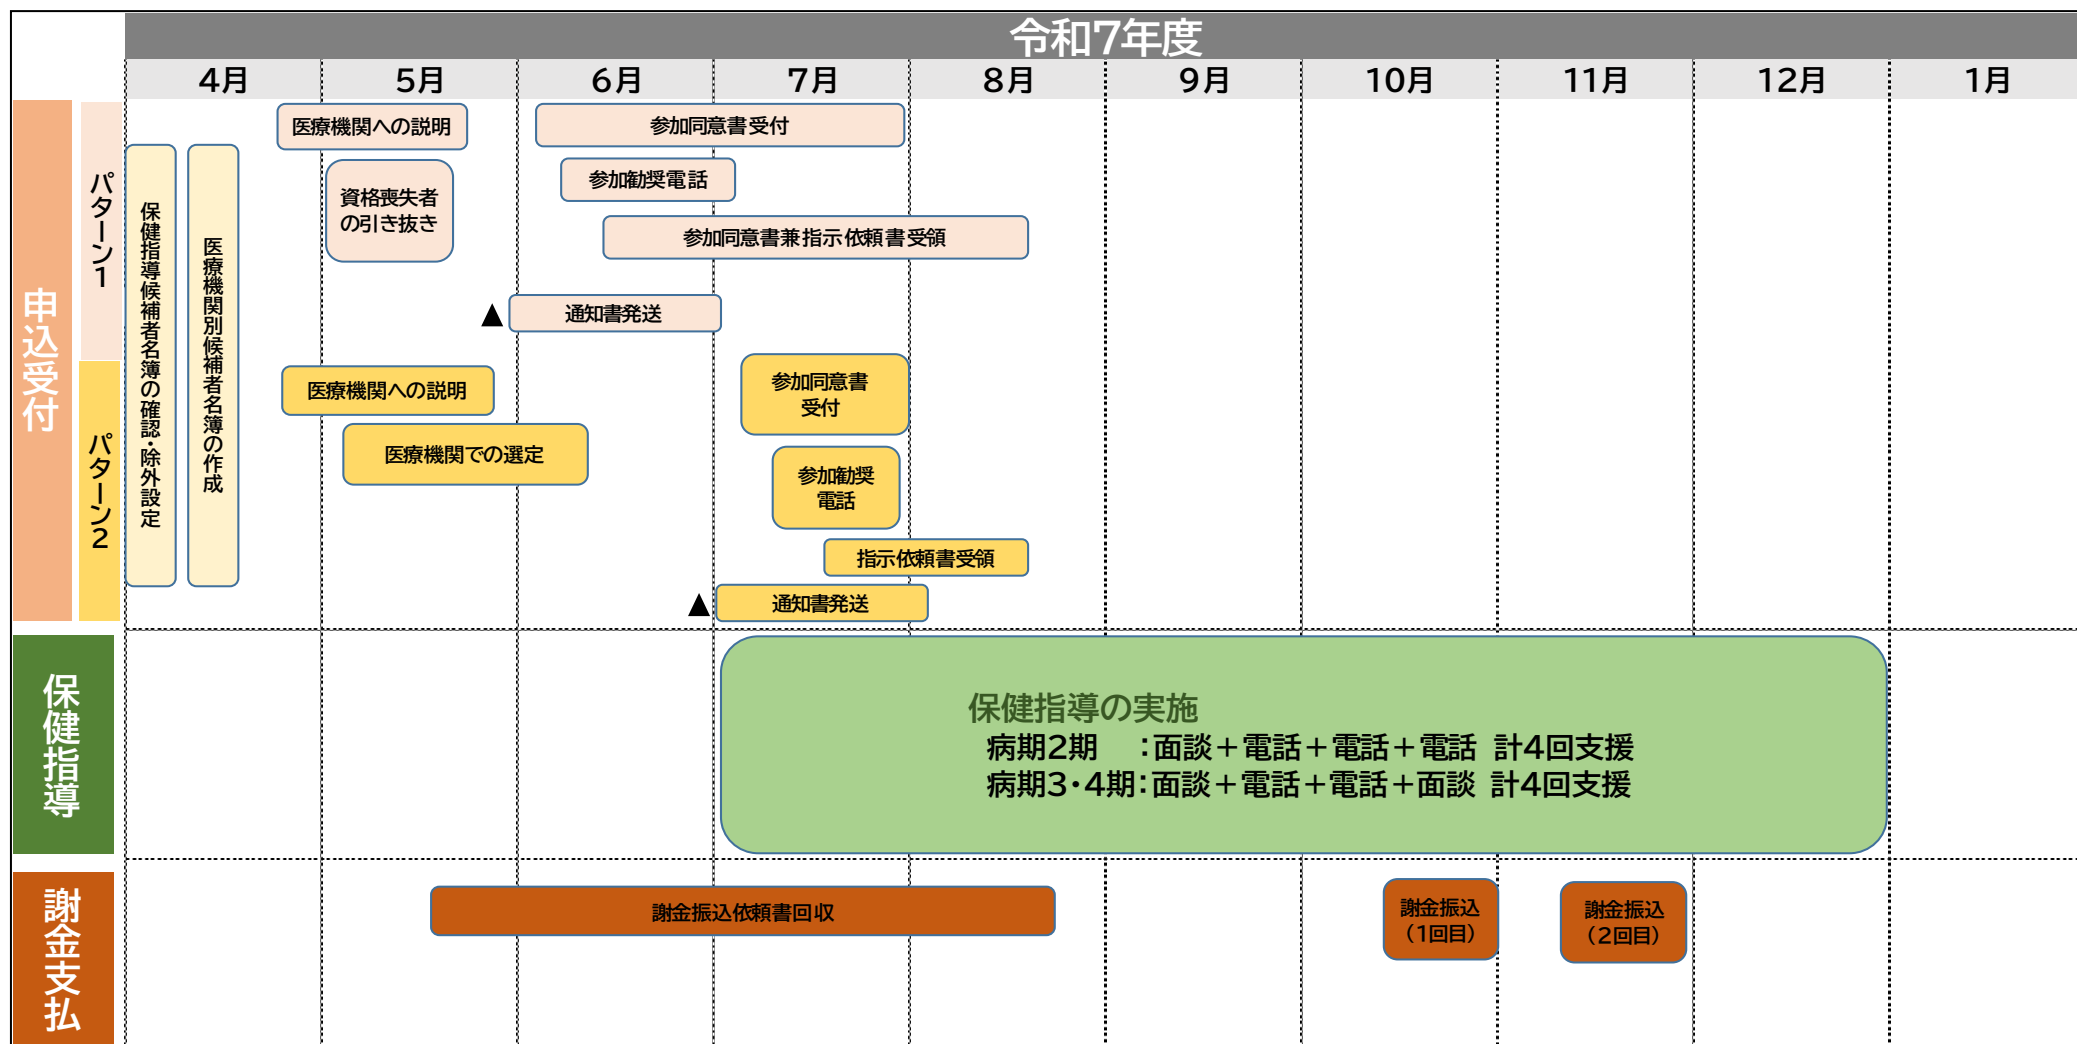 令和7年度
4月
5月
6月
7月
8月
9月
10月
11月
12月
1月
申込受付
パターン1
パターン2
保健指導候補者名簿の確認・除外設定
医療機関別候補者名簿の作成
医療機関への説明
資格喪失者
の引き抜き
参加同意書受付
参加勧奨電話
参加同意書兼指示依頼書受領
▲
通知書発送
医療機関への説明
医療機関での選定
参加同意書
受付
参加勧奨
電話
指示依頼書受領
▲
通知書発送
保健指導
保健指導の実施
病期2期 :面談+電話+電話+電話 計4回支援
病期3・4期:面談+電話+電話+面談 計4回支援
謝金支払
謝金振込依頼書回収
謝金振込
(1回目)
謝金振込
(2回目)